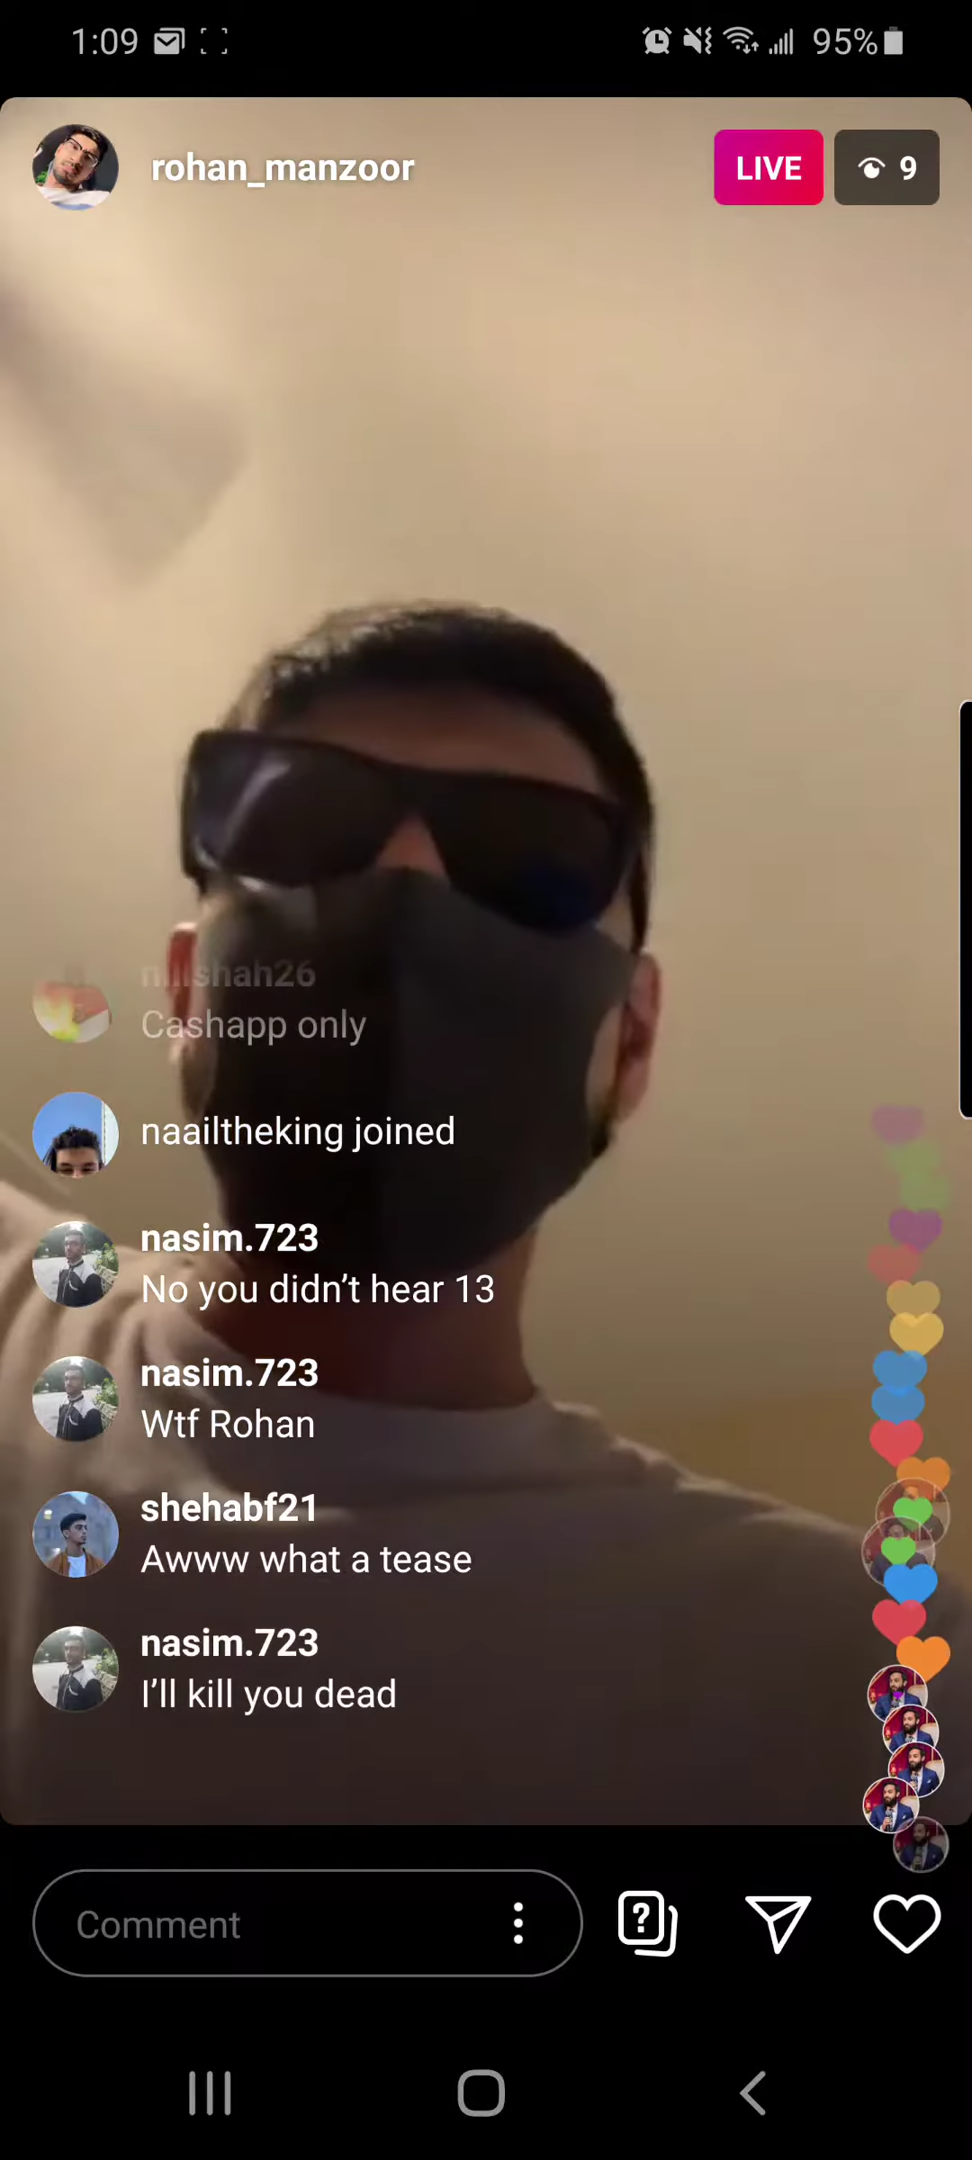 1:09
95%
rohan_manzoor
LIVE
9
nilishah26
Cashapp only
naailtheking joined
nasim.723
No you didn’t hear 13
nasim.723
Wtf Rohan
shehabf21
Awww what a tease
nasim.723
I’ll kill you dead
Comment